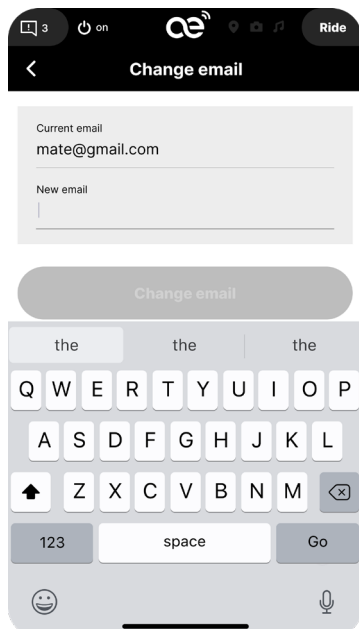 3 on Ride
Change email
Current email
mate@gmail.com
New email
Change email
the the the
Q W E R T Y U I O P
A S D F G H J K L
Z X C V B N M
123 space Go